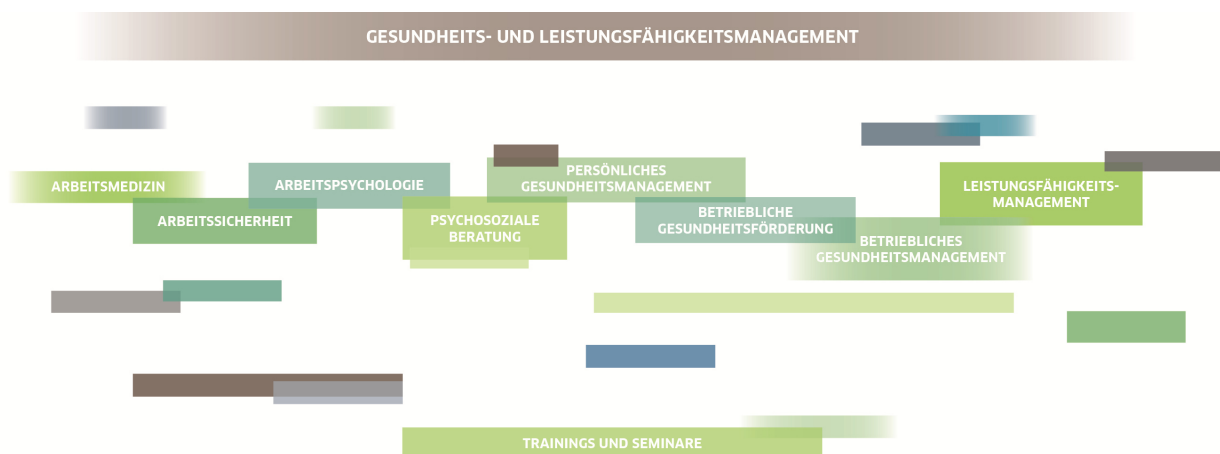 GESUNDHEITS- UND LEISTUNGSFÄHIGKEITSMANAGEMENT
ARBEITSMEDIZIN
ARBEITSSICHERHEIT
ARBEITSPSYCHOLOGIE
PSYCHOSOZIALE
BERATUNG
PERSÖNLICHES
GESUNDHEITSMANAGEMENT
BETRIEBLICHE
GESUNDHEITSFÖRDERUNG
BETRIEBLICHES
GESUNDHEITSMANAGEMENT
LEISTUNGSFÄHIGKEITS-
MANAGEMENT
TRAININGS UND SEMINARE